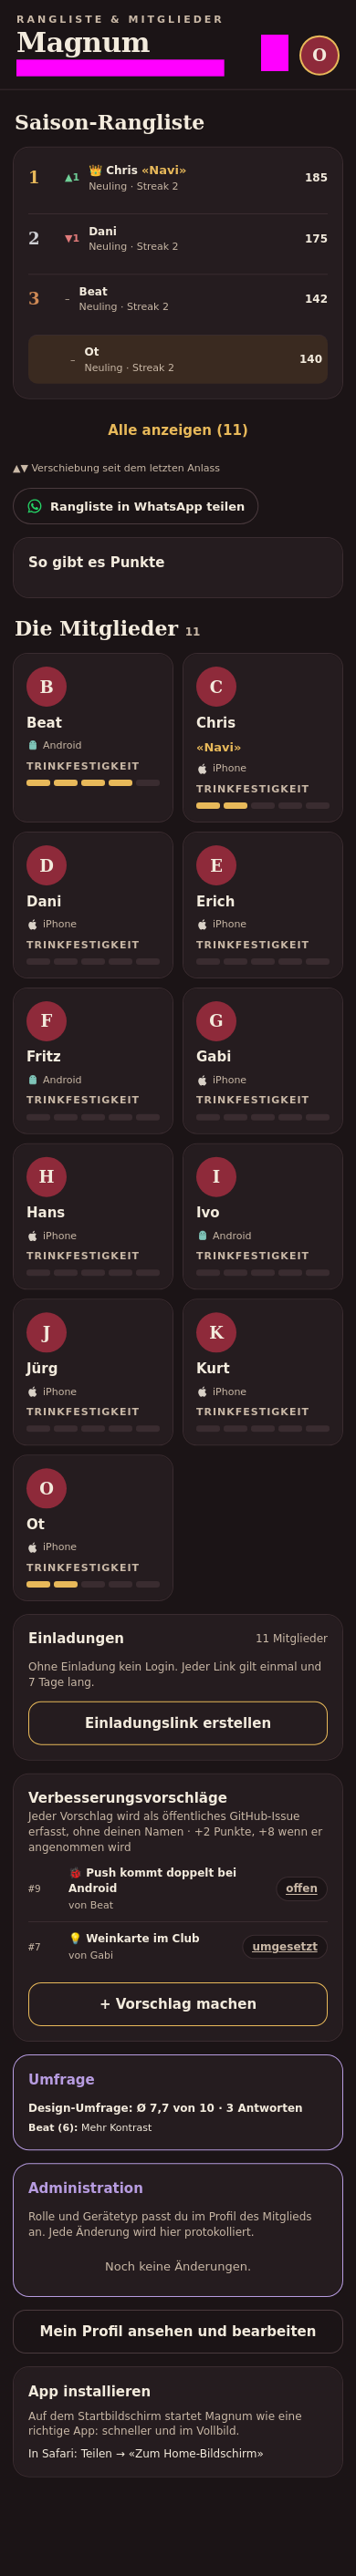 RANGLISTE & MITGLIEDER
Magnum
O
Saison-Rangliste
1 ▲1 👑 Chris «Navi» 185
Neuling · Streak 2
2 ▼1 Dani 175
Neuling · Streak 2
3 – Beat 142
Neuling · Streak 2
– Ot 140
Neuling · Streak 2
Alle anzeigen (11)
▲▼ Verschiebung seit dem letzten Anlass
Rangliste in WhatsApp teilen
So gibt es Punkte
Die Mitglieder 11
B
Beat
Android
TRINKFESTIGKEIT
C
Chris
«Navi»
iPhone
TRINKFESTIGKEIT
D
Dani
iPhone
TRINKFESTIGKEIT
E
Erich
iPhone
TRINKFESTIGKEIT
F
Fritz
Android
TRINKFESTIGKEIT
G
Gabi
iPhone
TRINKFESTIGKEIT
H
Hans
iPhone
TRINKFESTIGKEIT
I
Ivo
Android
TRINKFESTIGKEIT
J
Jürg
iPhone
TRINKFESTIGKEIT
K
Kurt
iPhone
TRINKFESTIGKEIT
O
Ot
iPhone
TRINKFESTIGKEIT
Einladungen 11 Mitglieder
Ohne Einladung kein Login. Jeder Link gilt einmal und
7 Tage lang.
Einladungslink erstellen
Verbesserungsvorschläge
Jeder Vorschlag wird als öffentliches GitHub-Issue
erfasst, ohne deinen Namen · +2 Punkte, +8 wenn er
angenommen wird
#9 🐞 Push kommt doppelt bei
Android
von Beat
offen
#7 💡 Weinkarte im Club
von Gabi
umgesetzt
+ Vorschlag machen
Umfrage
Design-Umfrage: Ø 7,7 von 10 · 3 Antworten
Beat (6): Mehr Kontrast
Administration
Rolle und Gerätetyp passt du im Profil des Mitglieds
an. Jede Änderung wird hier protokolliert.
Noch keine Änderungen.
Mein Profil ansehen und bearbeiten
App installieren
Auf dem Startbildschirm startet Magnum wie eine
richtige App: schneller und im Vollbild.
In Safari: Teilen → «Zum Home-Bildschirm»